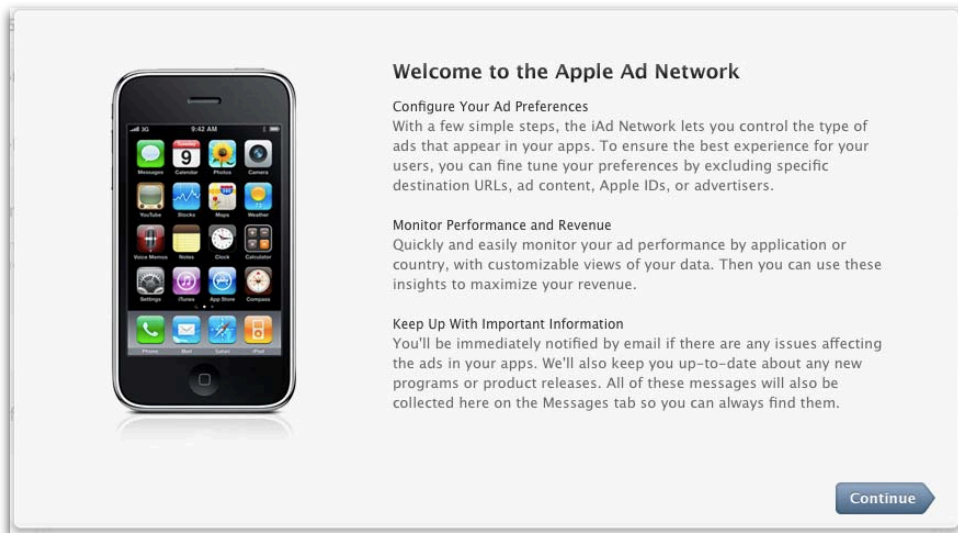 Welcome to the Apple Ad Network
Configure Your Ad Preferences
With a few simple steps, the iAd Network lets you control the type of
ads that appear in your apps. To ensure the best experience for your
users, you can fine tune your preferences by excluding specific
destination URLs, ad content, Apple IDs, or advertisers.
Monitor Performance and Revenue
Quickly and easily monitor your ad performance by application or
country, with customizable views of your data. Then you can use these
insights to maximize your revenue.
Keep Up With Important Information
You'll be immediately notified by email if there are any issues affecting
the ads in your apps. We'll also keep you up-to-date about any new
programs or product releases. All of these messages will also be
collected here on the Messages tab so you can always find them.
Continue
3G 9:42 AM
Tuesday
9
Messages Calendar Photos Camera
280
YouTube Stocks Maps Weather
Voice Memos Notes Clock Calculator
Settings iTunes App Store Compass
Phone Mail Safari iPod